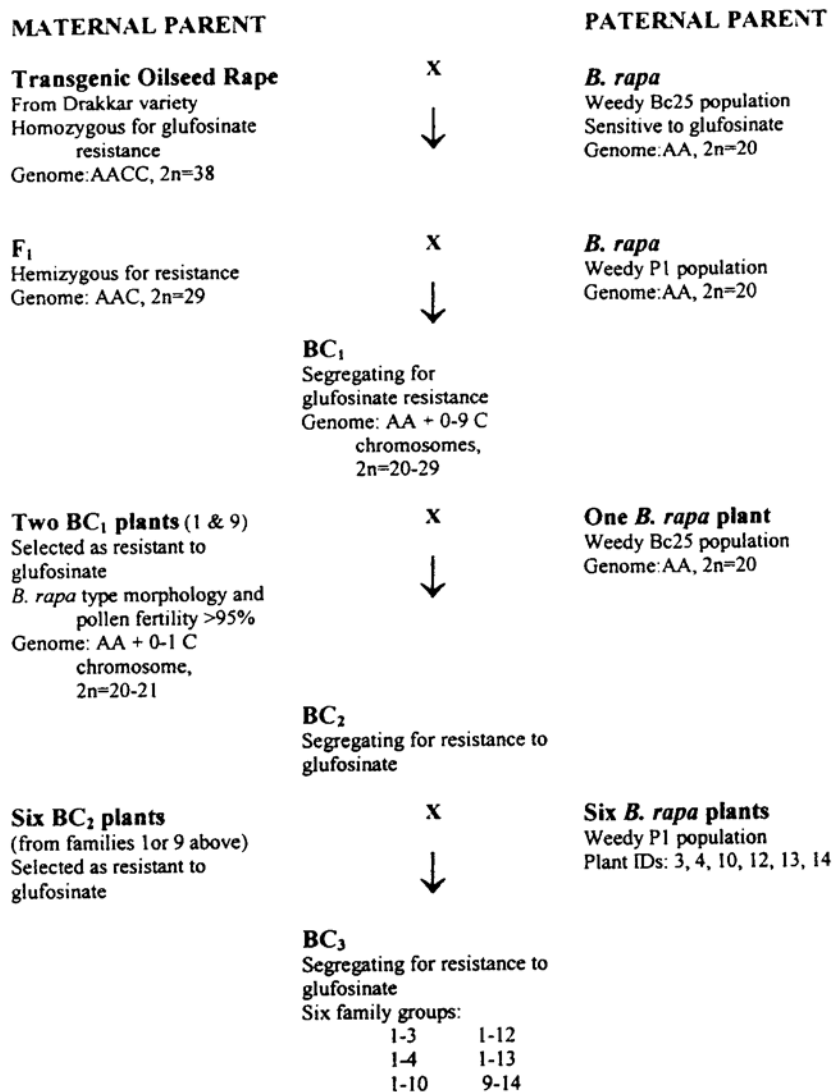 MATERNAL PARENT
PATERNAL PARENT
Transgenic Oilseed Rape
From Drakkar variety
Homozygous for glufosinate
resistance
Genome:AACC, 2n=38
X
B. rapa
Weedy Bc25 population
Sensitive to glufosinate
Genome:AA, 2n=20
F1
Hemizygous for resistance
Genome: AAC, 2n=29
X
B. rapa
Weedy P1 population
Genome:AA, 2n=20
BC1
Segregating for
glufosinate resistance
Genome: AA + 0-9 C
chromosomes,
2n=20-29
Two BC1 plants (1 & 9)
Selected as resistant to
glufosinate
B. rapa type morphology and
pollen fertility >95%
Genome: AA + 0-1 C
chromosome,
2n=20-21
X
One B. rapa plant
Weedy Bc25 population
Genome:AA, 2n=20
BC2
Segregating for resistance to
glufosinate
Six BC2 plants
(from families 1or 9 above)
Selected as resistant to
glufosinate
X
Six B. rapa plants
Weedy P1 population
Plant IDs: 3, 4, 10, 12, 13, 14
BC3
Segregating for resistance to
glufosinate
Six family groups:
1-3 1-12
1-4 1-13
1-10 9-14